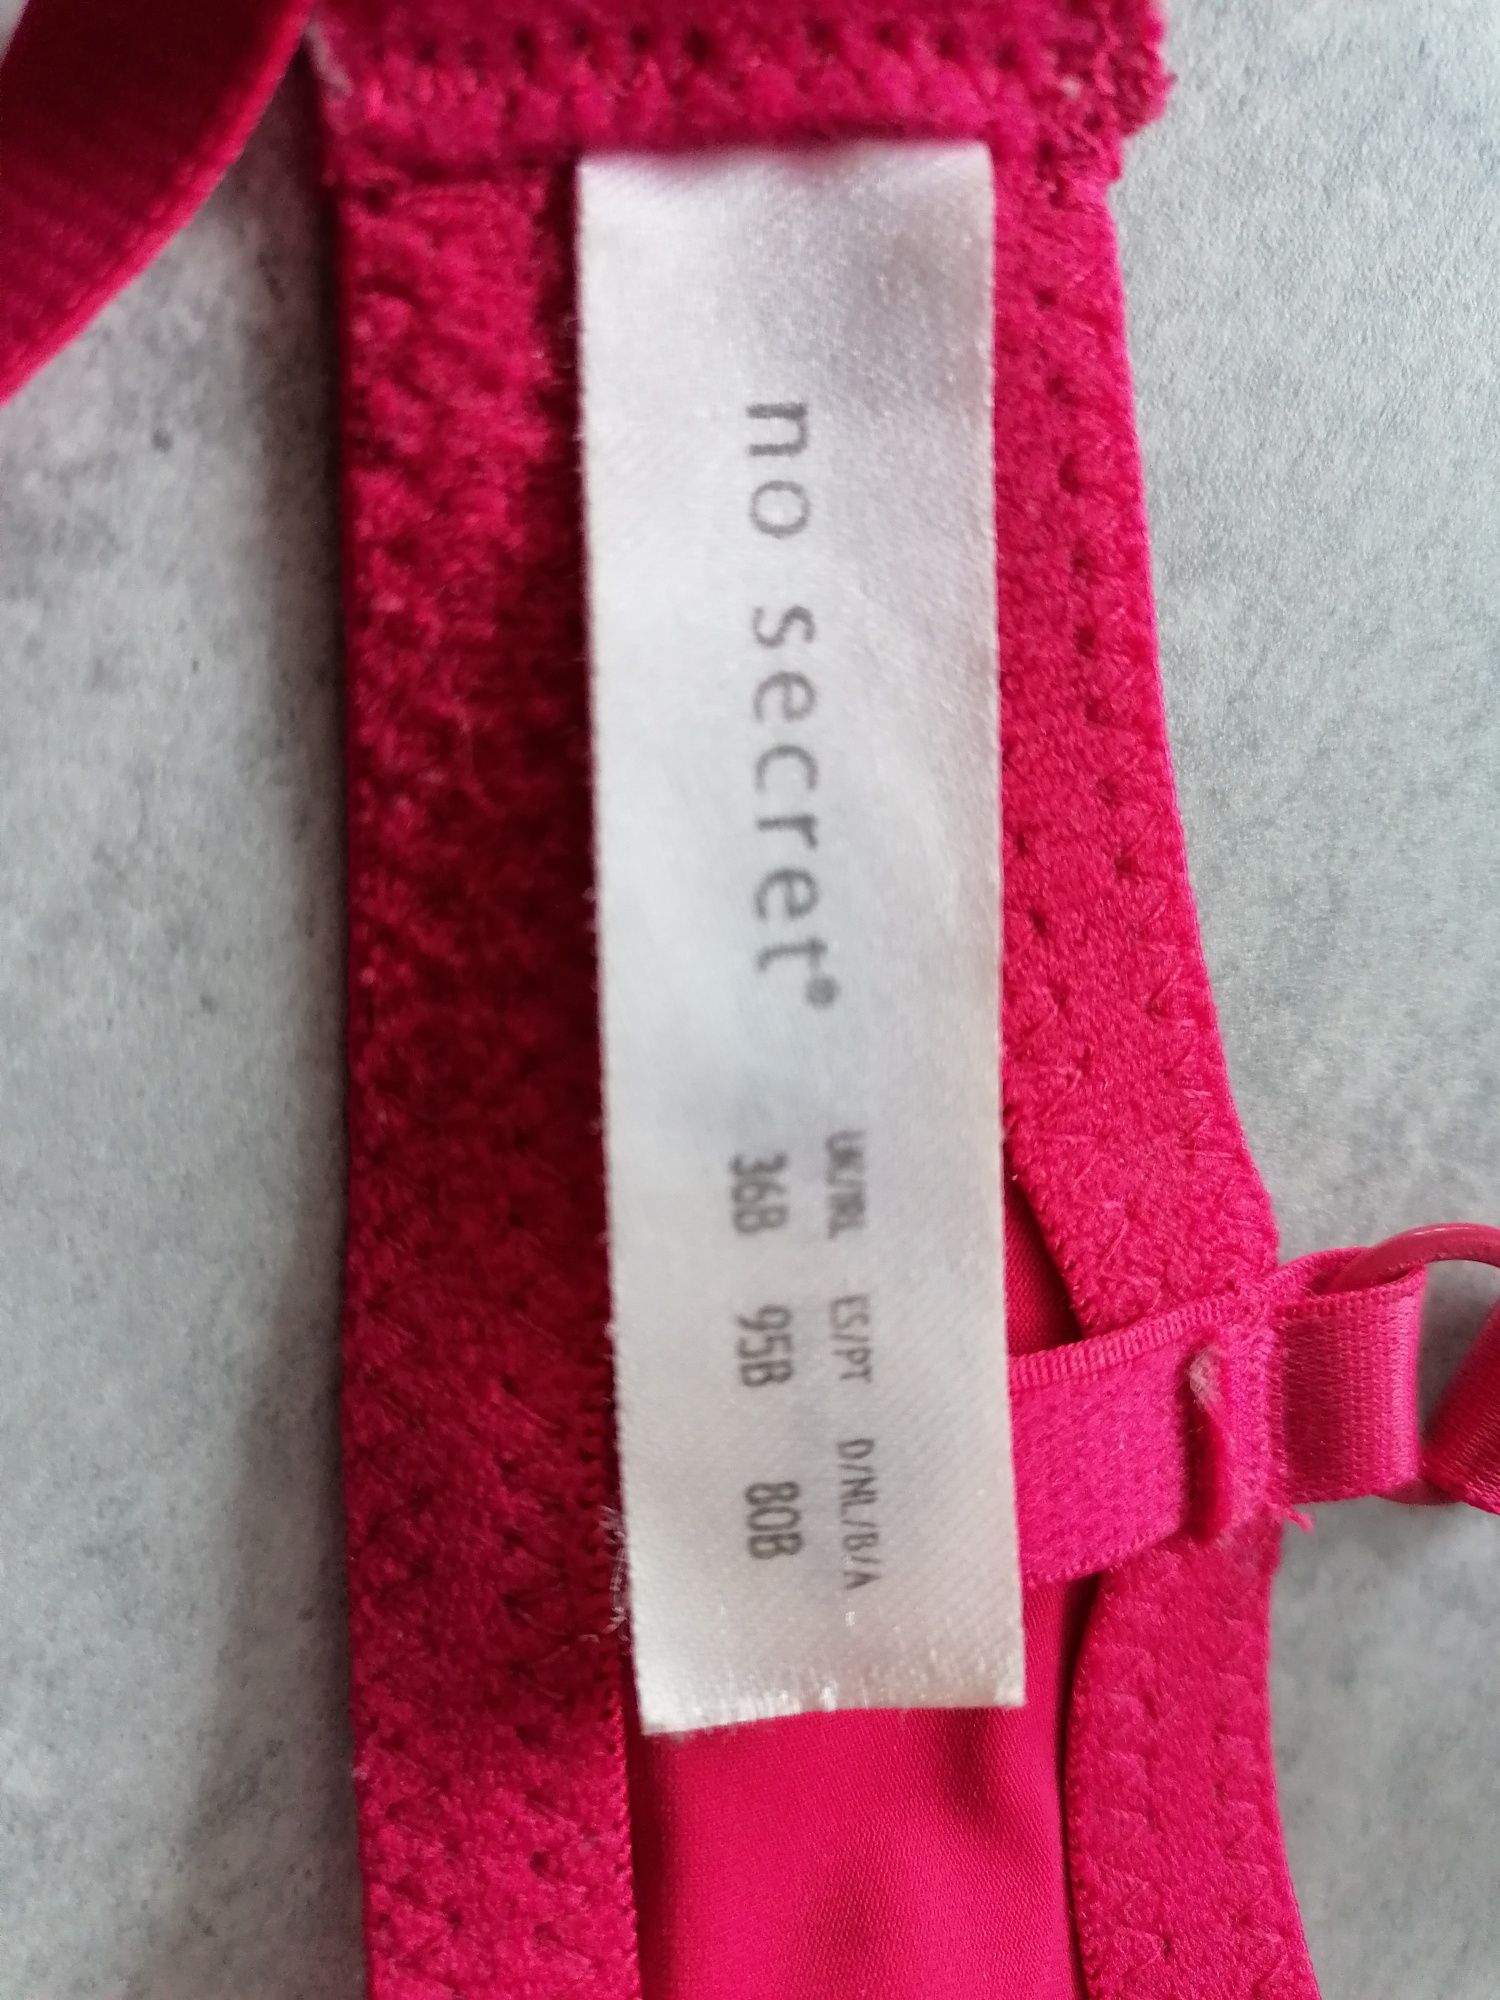 no secret®
UK/IRL ES/PT D/NL/B/A
36B 95B 80B